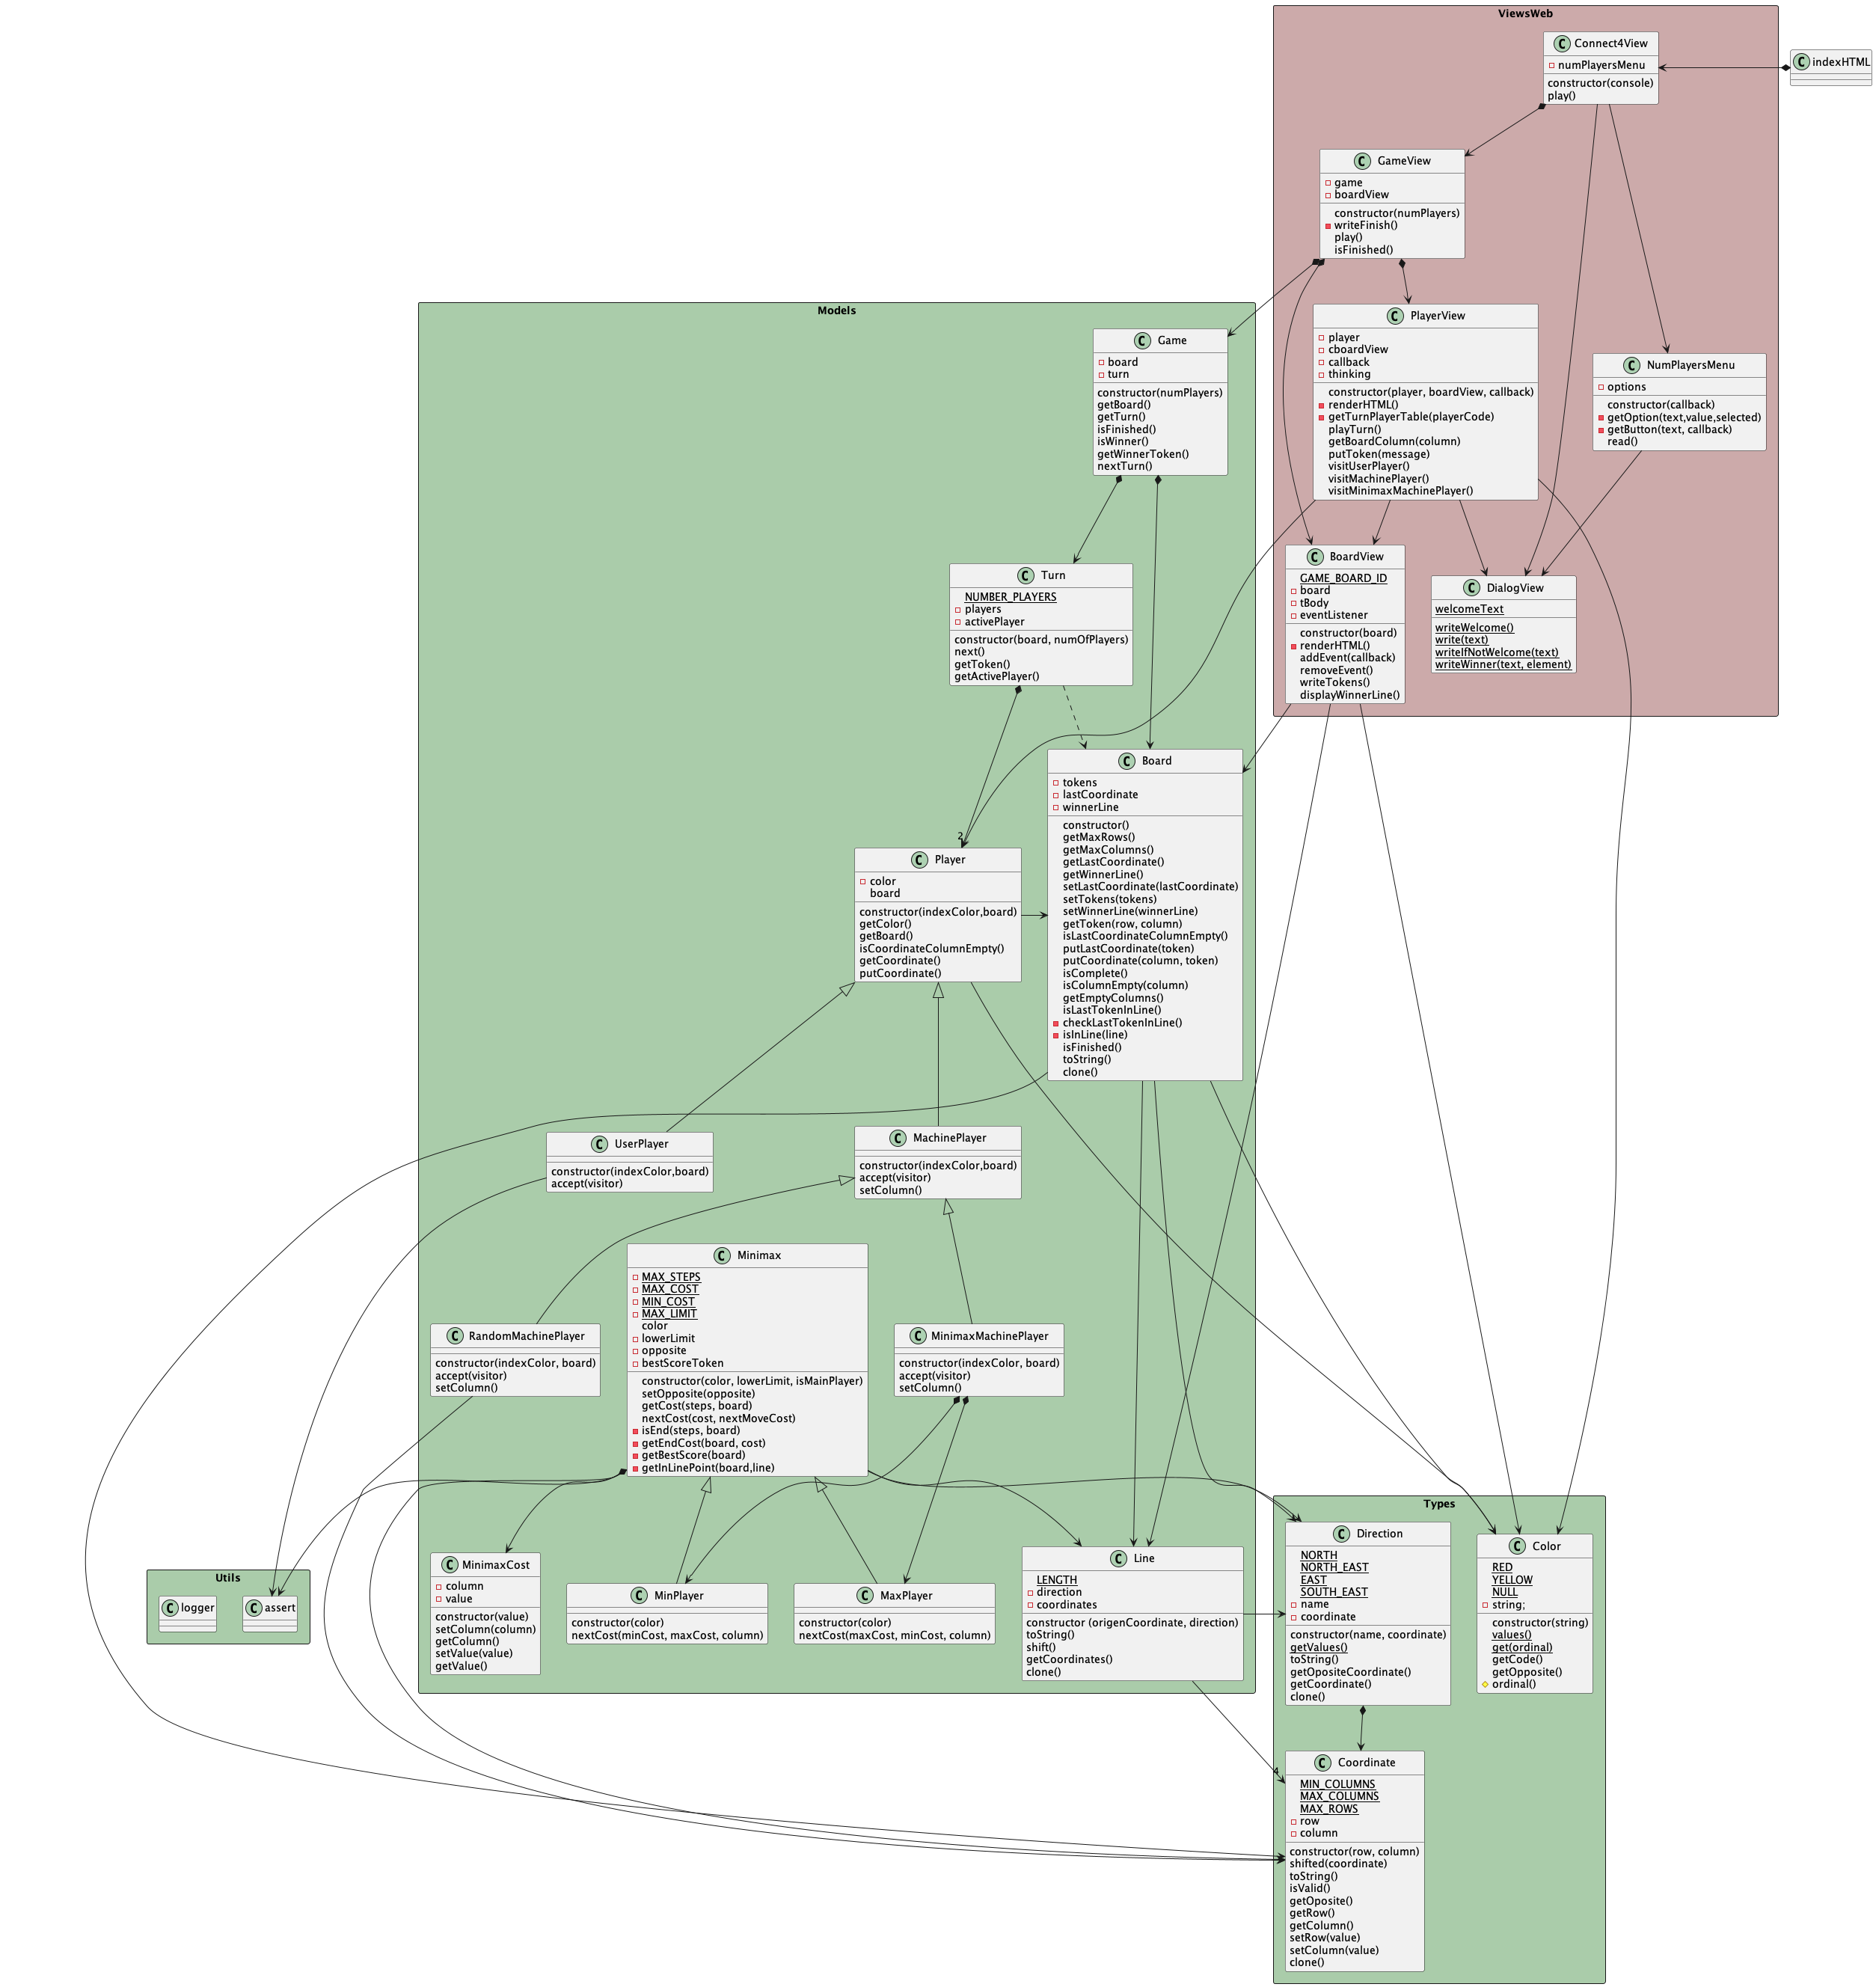 ViewsWeb
C Connect4View
numPlayersMenu
constructor(console)
play()
C indexHTML
C GameView
game
boardView
constructor(numPlayers)
writeFinish()
play()
isFinished()
C PlayerView
player
cboardView
callback
thinking
constructor(player, boardView, callback)
renderHTML()
getTurnPlayerTable(playerCode)
playTurn()
getBoardColumn(column)
putToken(message)
visitUserPlayer()
visitMachinePlayer()
visitMinimaxMachinePlayer()
C NumPlayersMenu
options
constructor(callback)
getOption(text,value,selected)
getButton(text, callback)
read()
C BoardView
GAME_BOARD_ID
board
tBody
eventListener
constructor(board)
renderHTML()
addEvent(callback)
removeEvent()
writeTokens()
displayWinnerLine()
C DialogView
welcomeText
writeWelcome()
write(text)
writeIfNotWelcome(text)
writeWinner(text, element)
Models
C Game
board
turn
constructor(numPlayers)
getBoard()
getTurn()
isFinished()
isWinner()
getWinnerToken()
nextTurn()
C Turn
NUMBER_PLAYERS
players
activePlayer
constructor(board, numOfPlayers)
next()
getToken()
getActivePlayer()
C Board
tokens
lastCoordinate
winnerLine
constructor()
getMaxRows()
getMaxColumns()
getLastCoordinate()
getWinnerLine()
setLastCoordinate(lastCoordinate)
setTokens(tokens)
setWinnerLine(winnerLine)
getToken(row, column)
isLastCoordinateColumnEmpty()
putLastCoordinate(token)
putCoordinate(column, token)
isComplete()
isColumnEmpty(column)
getEmptyColumns()
isLastTokenInLine()
checkLastTokenInLine()
isInLine(line)
isFinished()
toString()
clone()
2
C Player
color
board
constructor(indexColor,board)
getColor()
getBoard()
isCoordinateColumnEmpty()
getCoordinate()
putCoordinate()
C UserPlayer
constructor(indexColor,board)
accept(visitor)
C MachinePlayer
constructor(indexColor,board)
accept(visitor)
setColumn()
C Minimax
MAX_STEPS
MAX_COST
MIN_COST
MAX_LIMIT
color
lowerLimit
opposite
bestScoreToken
constructor(color, lowerLimit, isMainPlayer)
setOpposite(opposite)
getCost(steps, board)
nextCost(cost, nextMoveCost)
isEnd(steps, board)
getEndCost(board, cost)
getBestScore(board)
getInLinePoint(board,line)
C RandomMachinePlayer
constructor(indexColor, board)
accept(visitor)
setColumn()
C MinimaxMachinePlayer
constructor(indexColor, board)
accept(visitor)
setColumn()
C MinimaxCost
column
value
constructor(value)
setColumn(column)
getColumn()
setValue(value)
getValue()
C MinPlayer
constructor(color)
nextCost(minCost, maxCost, column)
C MaxPlayer
constructor(color)
nextCost(maxCost, minCost, column)
C Line
LENGTH
direction
coordinates
constructor (origenCoordinate, direction)
toString()
shift()
getCoordinates()
clone()
Utils
C logger
C assert
Types
C Direction
NORTH
NORTH_EAST
EAST
SOUTH_EAST
name
coordinate
constructor(name, coordinate)
getValues()
toString()
getOpositeCoordinate()
getCoordinate()
clone()
C Color
RED
YELLOW
NULL
string;
constructor(string)
values()
get(ordinal)
getCode()
getOpposite()
ordinal()
4
C Coordinate
MIN_COLUMNS
MAX_COLUMNS
MAX_ROWS
row
column
constructor(row, column)
shifted(coordinate)
toString()
isValid()
getOposite()
getRow()
getColumn()
setRow(value)
setColumn(value)
clone()